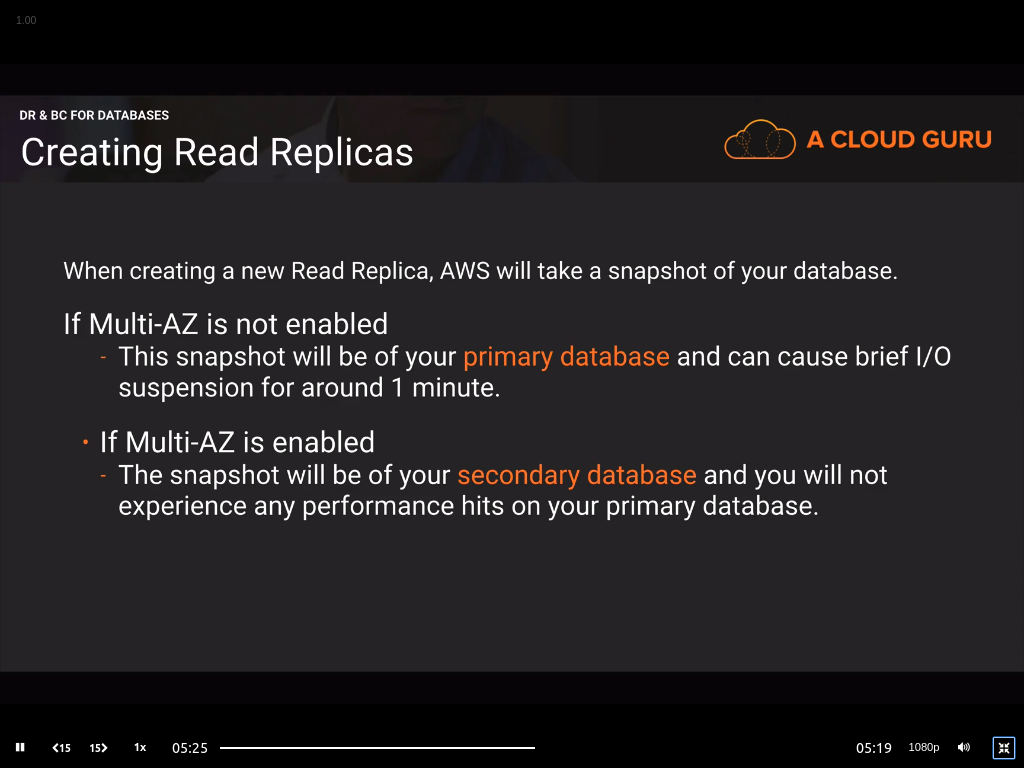 1.00
DR & BC FOR DATABASES
Creating Read Replicas
A CLOUD GURU
When creating a new Read Replica, AWS will take a snapshot of your database.
If Multi-AZ is not enabled
- This snapshot will be of your primary database and can cause brief I/O
suspension for around 1 minute.
• If Multi-AZ is enabled
- The snapshot will be of your secondary database and you will not
experience any performance hits on your primary database.
15 15 1x 05:25 05:19 1080p